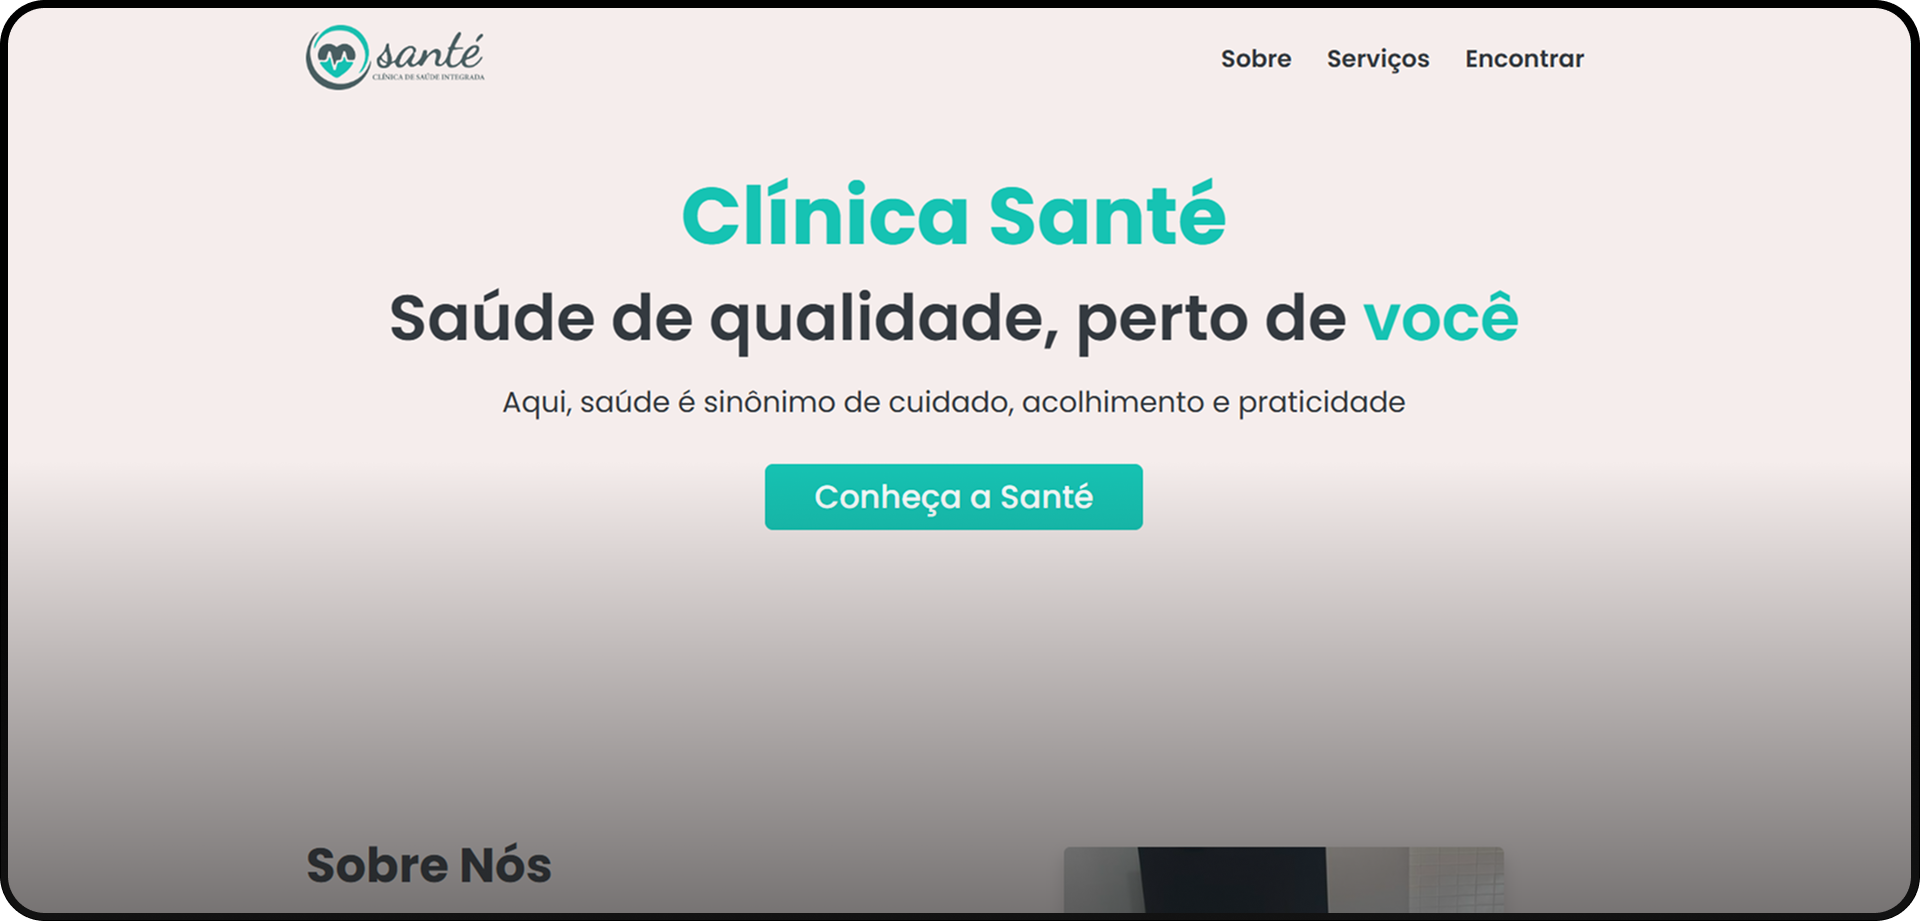 santé
CLÍNICA DE SAÚDE INTEGRADA
Sobre Serviços Encontrar
Clínica Santé
Saúde de qualidade, perto de você
Aqui, saúde é sinônimo de cuidado, acolhimento e praticidade
Conheça a Santé
Sobre Nós